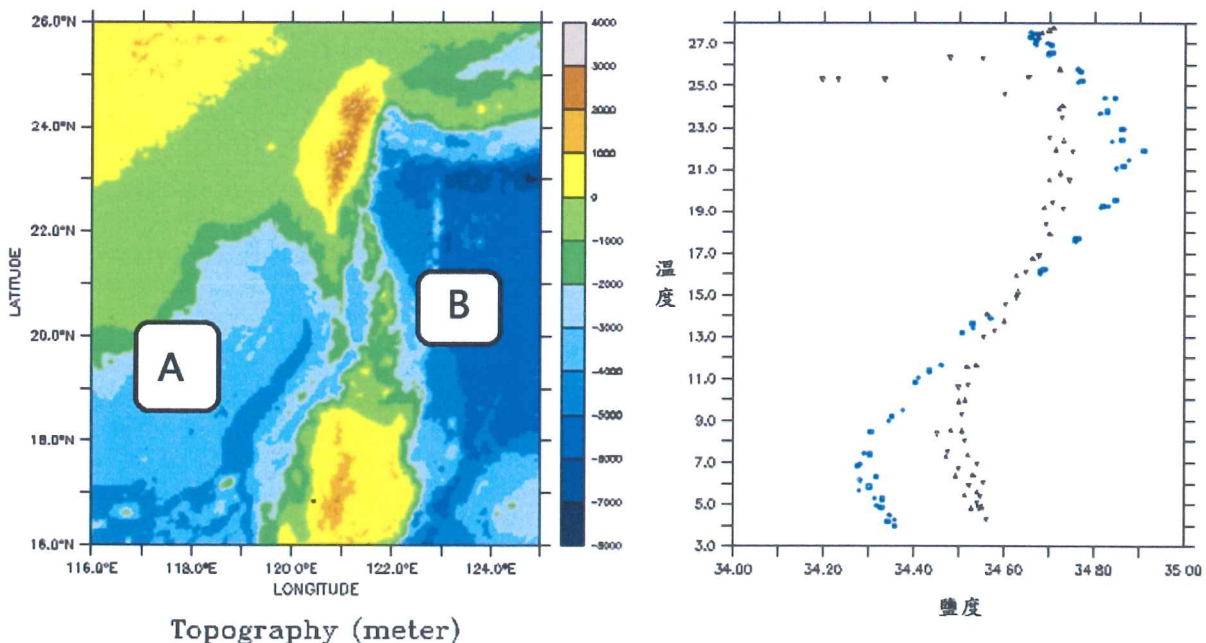 26.0°N
24.0°N
22.0°N
20.0°N
18.0°N
16.0°N
LATITUDE
116.0°E 118.0°E 120.0°E 122.0°E 124.0°E
LONGITUDE
Topography (meter)
A
B
4000
3000
2000
1000
0
-1000
-2000
-3000
-4000
-5000
-6000
-7000
-8000
27.0
25.0
23.0
21.0
19.0
17.0
15.0
13.0
11.0
9.0
7.0
5.0
3.0
溫度
34.00 34.20 34.40 34 60 34 80 35 00
鹽度